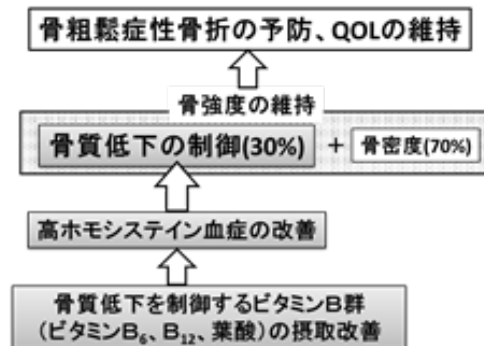 骨粗鬆症性骨折の予防、QOLの維持
骨強度の維持
骨質低下の制御(30%) + 骨密度(70%)
高ホモシステイン血症の改善
骨質低下を制御するビタミンB群
(ビタミンB₆、B₁₂、葉酸)の摂取改善